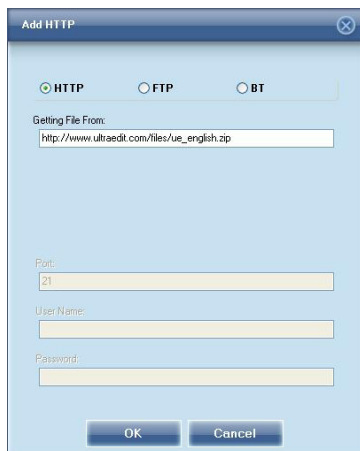 Add HTTP
HTTP FTP BT
Getting File From:
http://www.ultraedit.com/files/ue_english.zip
Port:
21
User Name:
Password:
OK Cancel